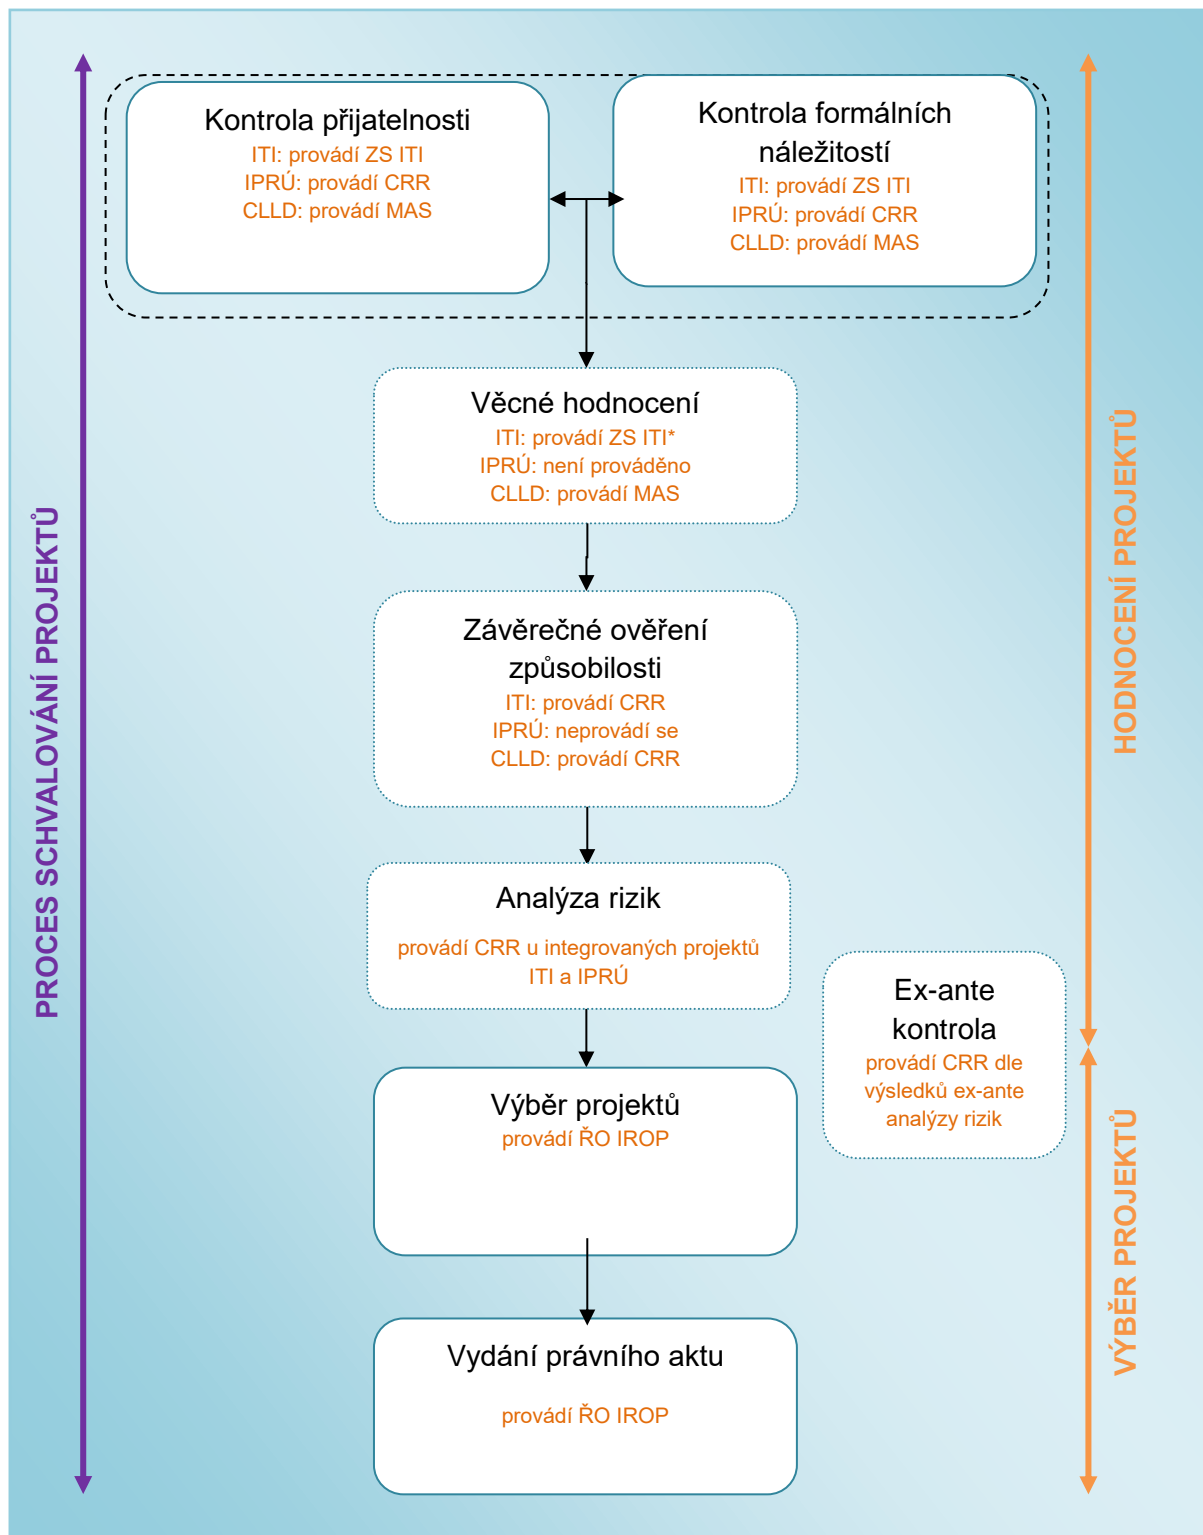 Kontrola přijatelnosti
ITI: provádí ZS ITI
IPRÚ: provádí CRR
CLLD: provádí MAS
Kontrola formálních
náležitostí
ITI: provádí ZS ITI
IPRÚ: provádí CRR
CLLD: provádí MAS
Věcné hodnocení
ITI: provádí ZS ITI*
IPRÚ: není prováděno
CLLD: provádí MAS
Závěrečné ověření
způsobilosti
ITI: provádí CRR
IPRÚ: neprovádí se
CLLD: provádí CRR
Analýza rizik
provádí CRR u integrovaných projektů
ITI a IPRÚ
Ex-ante
kontrola
provádí CRR dle
výsledků ex-ante
analýzy rizik
Výběr projektů
provádí ŘO IROP
Vydání právního aktu
provádí ŘO IROP
PROCES SCHVALOVÁNÍ PROJEKTŮ
HODNOCENÍ PROJEKTŮ
VÝBĚR PROJEKTŮ